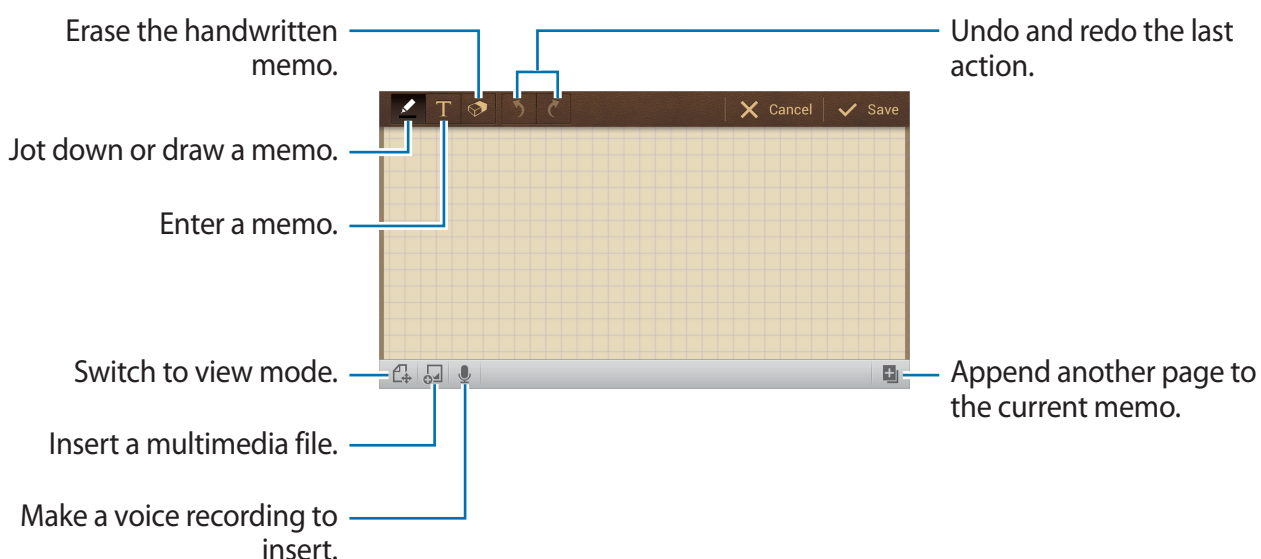 Erase the handwritten
memo.
Undo and redo the last
action.
T
Cancel
Save
Jot down or draw a memo.
Enter a memo.
Switch to view mode.
Append another page to
the current memo.
Insert a multimedia file.
Make a voice recording to
insert.